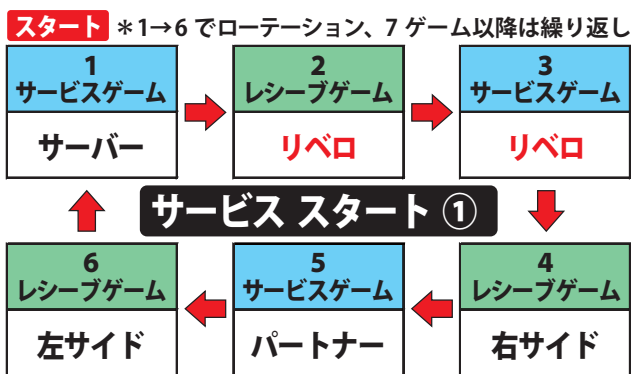 スタート ＊1→6 でローテーション、7 ゲーム以降は繰り返し
1
サービスゲーム
サーバー
2
レシーブゲーム
リベロ
3
サービスゲーム
リベロ
サービス スタート ①
6
レシーブゲーム
左サイド
5
サービスゲーム
パートナー
4
レシーブゲーム
右サイド